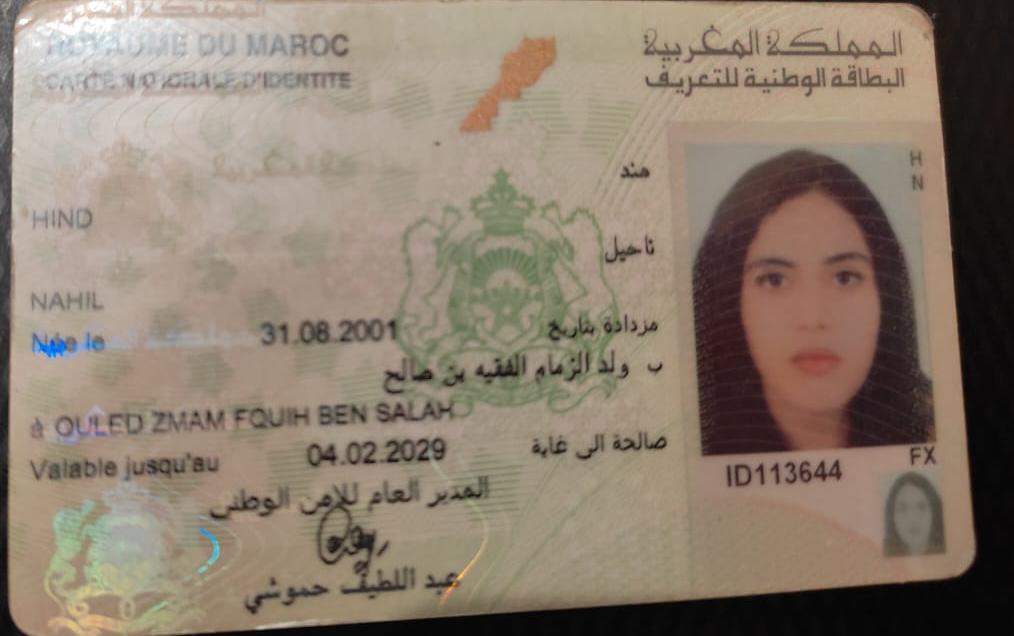 ROYAUME DU MAROC
المملكة المغربية
CARTE NATIONALE D'IDENTITE
البطاقة الوطنية للتعريف
هند
HIND
ناحيل
NAHIL
Née le 31.08.2001 مزدادة بتاريخ
ب ولد الزمام الفقيه بن صالح
à OULED ZMAM FQUIH BEN SALAH
Valable jusqu'au 04.02.2029 صالحة الى غاية
المدير العام للامن الوطني
عبد اللطيف حموشي
H
N
ID113644
FX